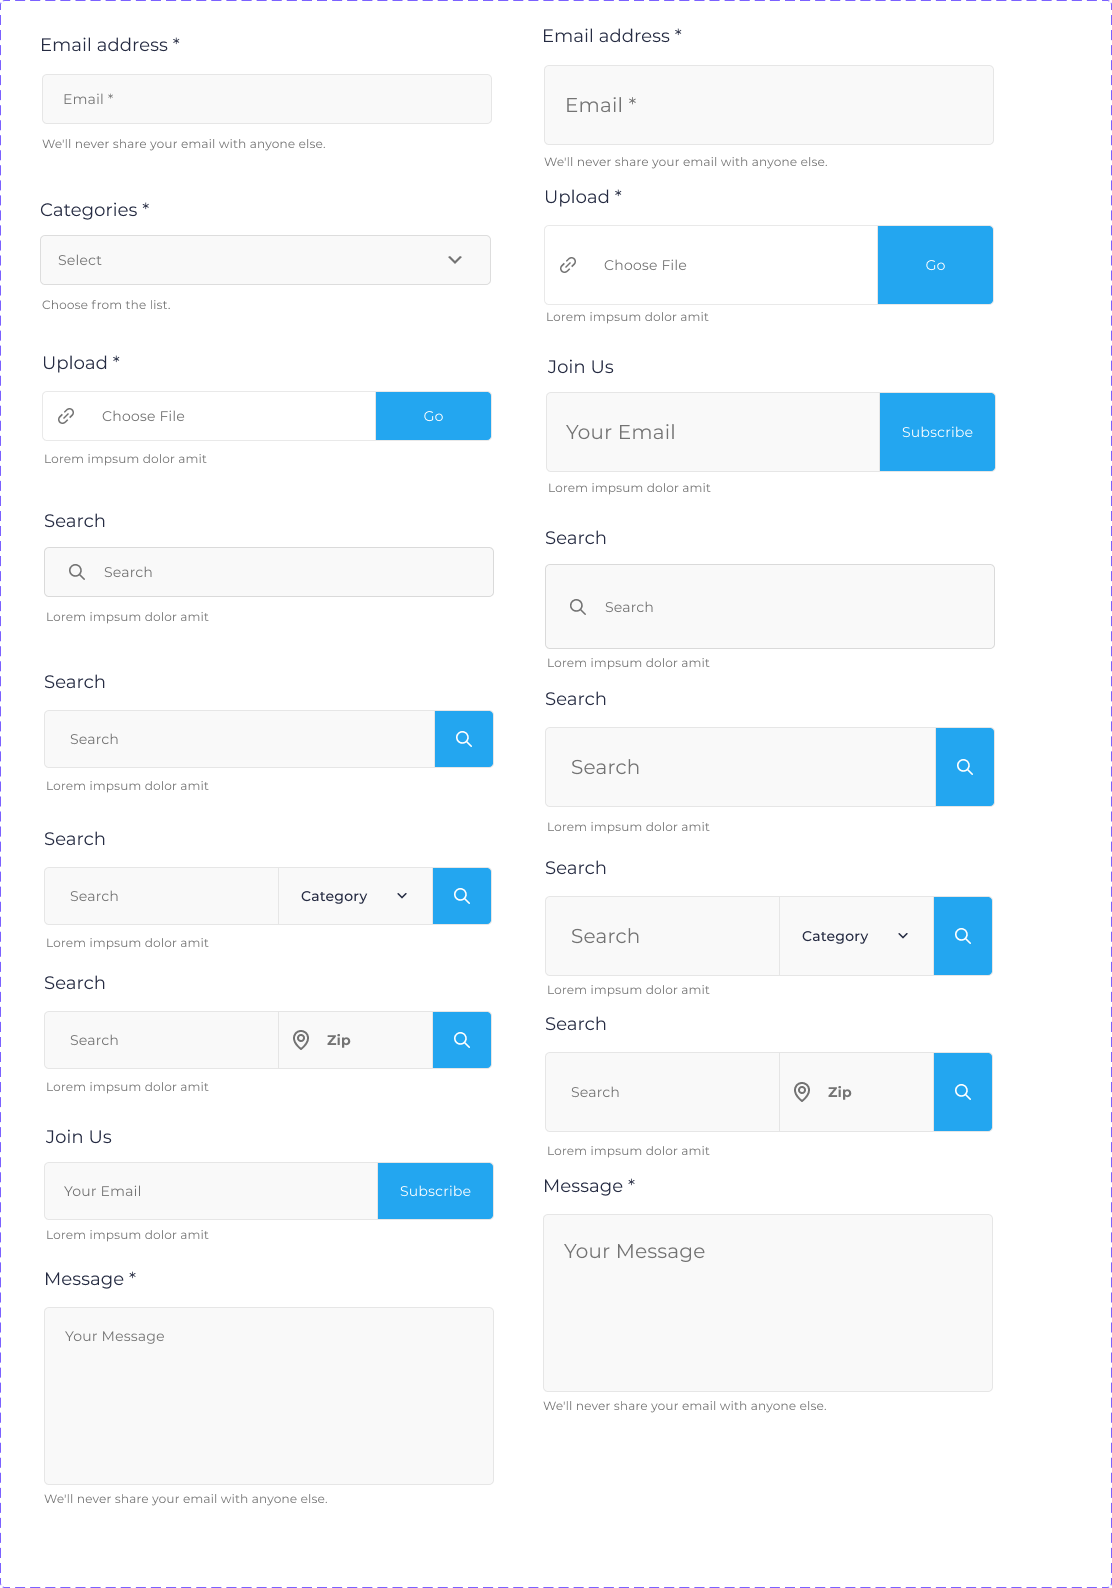 Email address *
Email *
We'll never share your email with anyone else.
Categories *
Select
Choose from the list.
Upload *
Choose File
Go
Lorem impsum dolor amit
Search
Search
Lorem impsum dolor amit
Search
Search
Lorem impsum dolor amit
Search
Search
Category
Lorem impsum dolor amit
Search
Search
Zip
Lorem impsum dolor amit
Join Us
Your Email
Subscribe
Lorem impsum dolor amit
Message *
Your Message
We'll never share your email with anyone else.
Email address *
Email *
We'll never share your email with anyone else.
Upload *
Choose File
Go
Lorem impsum dolor amit
Join Us
Your Email
Subscribe
Lorem impsum dolor amit
Search
Search
Lorem impsum dolor amit
Search
Search
Lorem impsum dolor amit
Search
Search
Category
Lorem impsum dolor amit
Search
Search
Zip
Lorem impsum dolor amit
Message *
Your Message
We'll never share your email with anyone else.